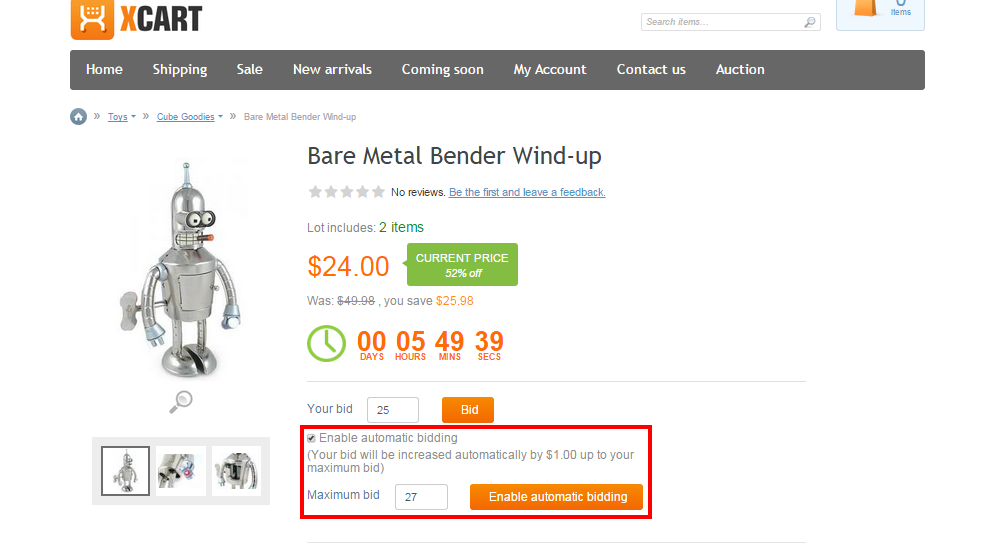 XCART
Search items...
Items
Home Shipping Sale New arrivals Coming soon My Account Contact us Auction
» Toys » Cube Goodies » Bare Metal Bender Wind-up
Bare Metal Bender Wind-up
No reviews. Be the first and leave a feedback.
Lot includes: 2 items
$24.00 CURRENT PRICE
52% off
Was: $49.98 , you save $25.98
00 05 49 39
DAYS HOURS MINS SECS
Your bid 25 Bid
Enable automatic bidding
(Your bid will be increased automatically by $1.00 up to your
maximum bid)
Maximum bid 27 Enable automatic bidding